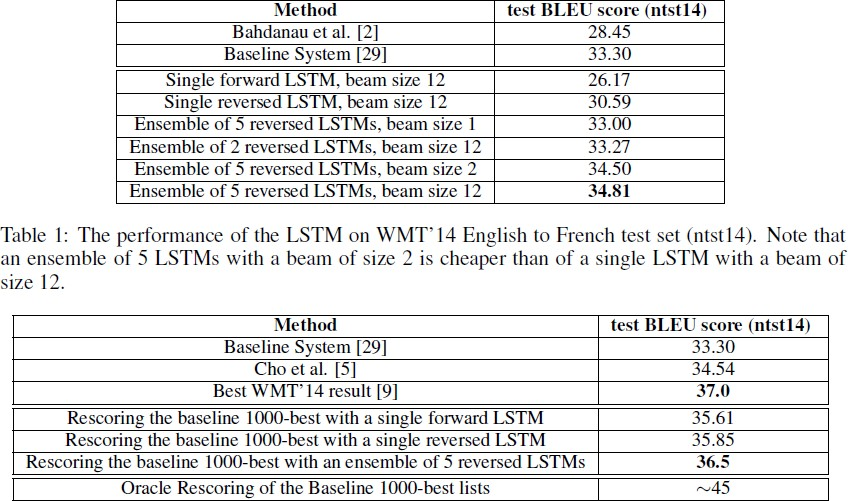 Method test BLEU score (ntst14)
Bahdanau et al. [2] 28.45
Baseline System [29] 33.30
Single forward LSTM, beam size 12 26.17
Single reversed LSTM, beam size 12 30.59
Ensemble of 5 reversed LSTMs, beam size 1 33.00
Ensemble of 2 reversed LSTMs, beam size 12 33.27
Ensemble of 5 reversed LSTMs, beam size 2 34.50
Ensemble of 5 reversed LSTMs, beam size 12 34.81
Table 1: The performance of the LSTM on WMT'14 English to French test set (ntst14). Note that
an ensemble of 5 LSTMs with a beam of size 2 is cheaper than of a single LSTM with a beam of
size 12.
Method test BLEU score (ntst14)
Baseline System [29] 33.30
Cho et al. [5] 34.54
Best WMT'14 result [9] 37.0
Rescoring the baseline 1000-best with a single forward LSTM 35.61
Rescoring the baseline 1000-best with a single reversed LSTM 35.85
Rescoring the baseline 1000-best with an ensemble of 5 reversed LSTMs 36.5
Oracle Rescoring of the Baseline 1000-best lists ∼45